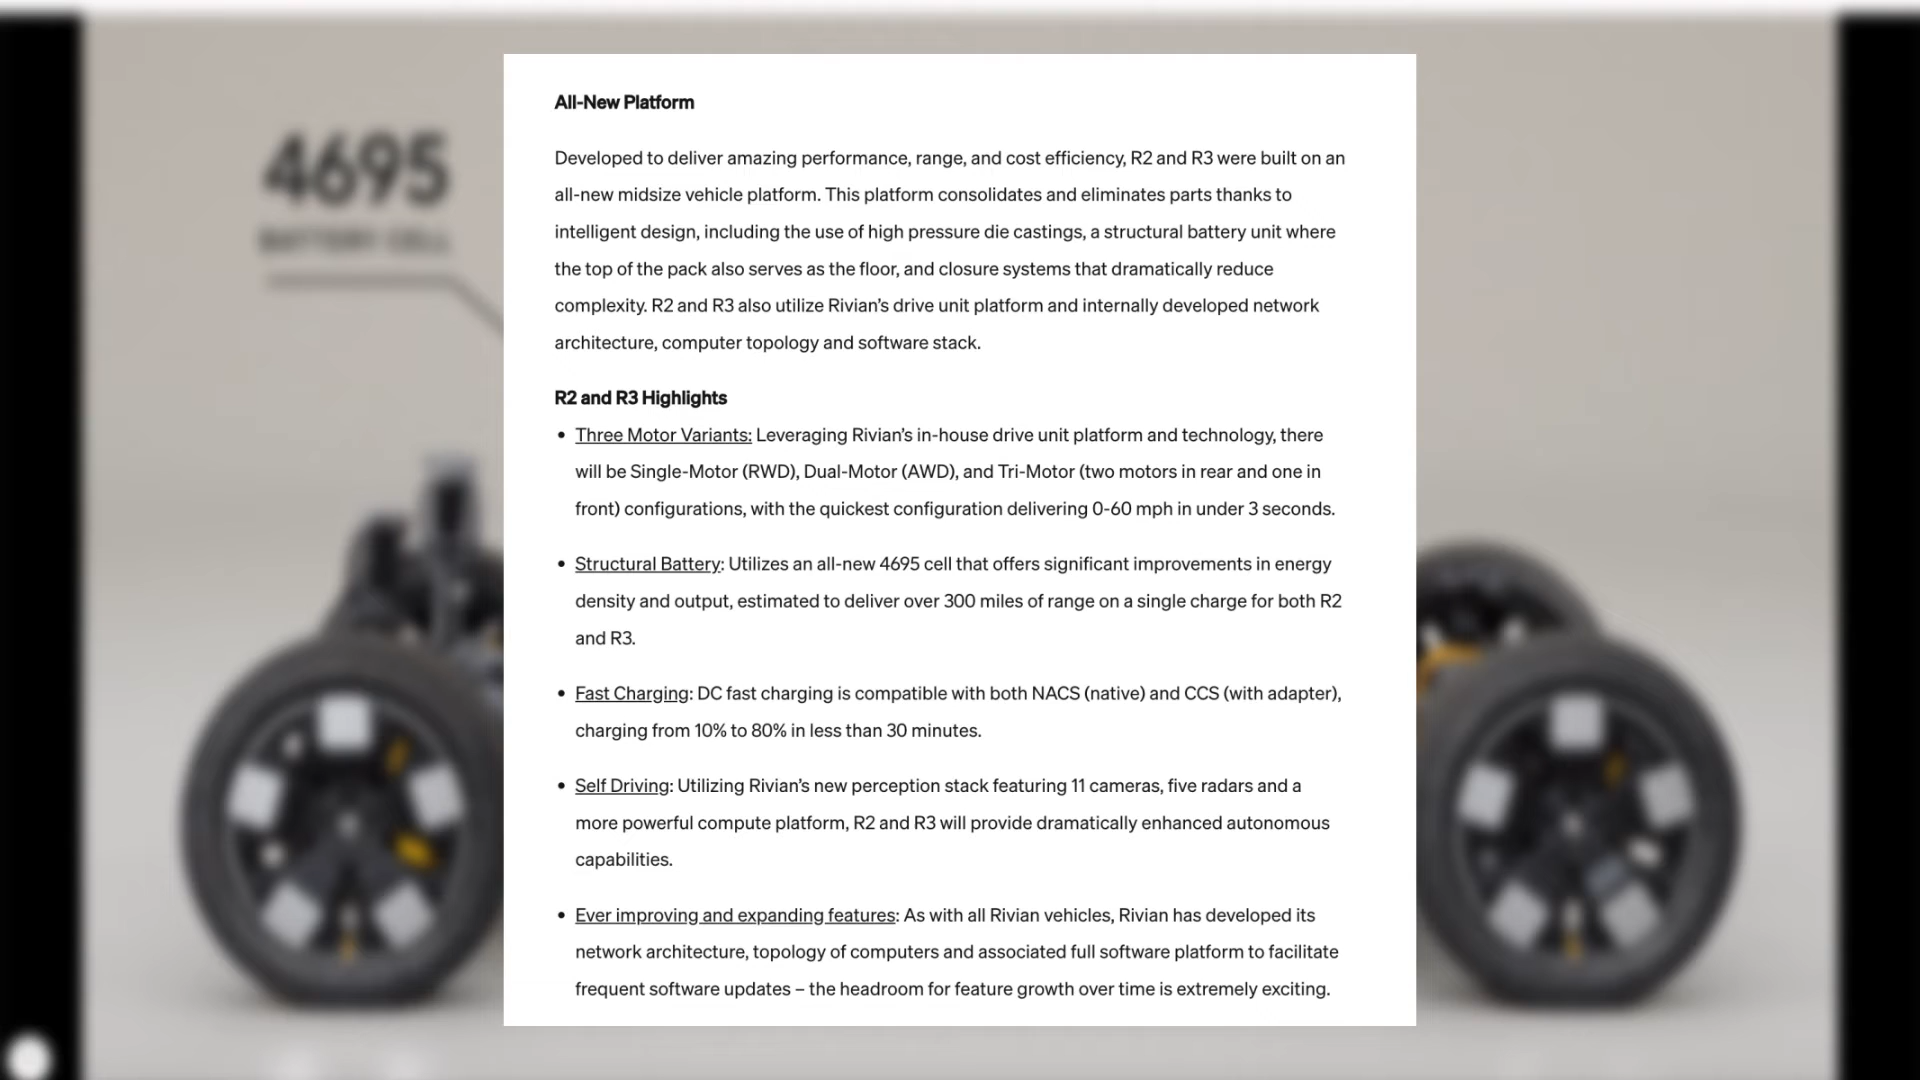 4695
BATTERY CELL
All-New Platform
Developed to deliver amazing performance, range, and cost efficiency, R2 and R3 were built on an
all-new midsize vehicle platform. This platform consolidates and eliminates parts thanks to
intelligent design, including the use of high pressure die castings, a structural battery unit where
the top of the pack also serves as the floor, and closure systems that dramatically reduce
complexity. R2 and R3 also utilize Rivian’s drive unit platform and internally developed network
architecture, computer topology and software stack.
R2 and R3 Highlights
• Three Motor Variants: Leveraging Rivian’s in-house drive unit platform and technology, there
will be Single-Motor (RWD), Dual-Motor (AWD), and Tri-Motor (two motors in rear and one in
front) configurations, with the quickest configuration delivering 0-60 mph in under 3 seconds.
• Structural Battery: Utilizes an all-new 4695 cell that offers significant improvements in energy
density and output, estimated to deliver over 300 miles of range on a single charge for both R2
and R3.
• Fast Charging: DC fast charging is compatible with both NACS (native) and CCS (with adapter),
charging from 10% to 80% in less than 30 minutes.
• Self Driving: Utilizing Rivian’s new perception stack featuring 11 cameras, five radars and a
more powerful compute platform, R2 and R3 will provide dramatically enhanced autonomous
capabilities.
• Ever improving and expanding features: As with all Rivian vehicles, Rivian has developed its
network architecture, topology of computers and associated full software platform to facilitate
frequent software updates – the headroom for feature growth over time is extremely exciting.